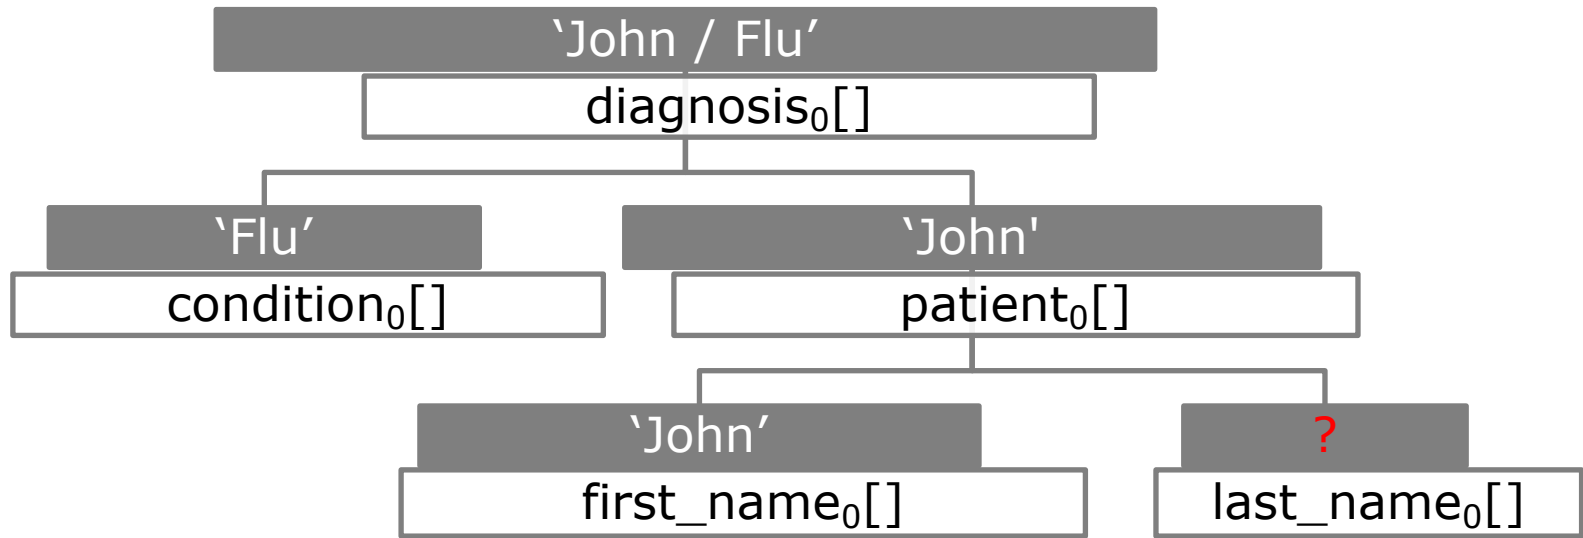 ‘John / Flu’
diagnosis₀[]
‘Flu’
‘John'
condition₀[]
patient₀[]
‘John’
?
first_name₀[]
last_name₀[]